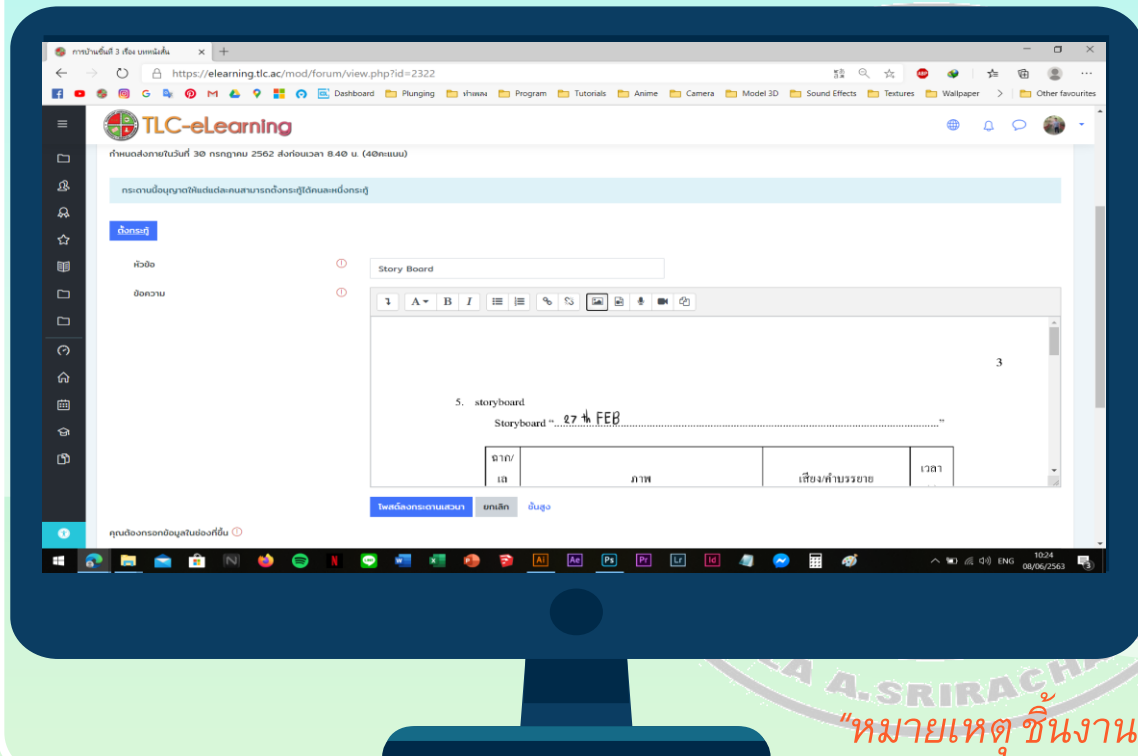 การบ้านชิ้นที่ 3 เรื่อง บทหนังสั้น
https://elearning.tlc.ac/mod/forum/view.php?id=2322
Dashboard Plunging ทำเพลง Program Tutorials Anime Camera Model 3D Sound Effects Textures Wallpaper Other favourites
TLC-eLearning
กำหนดส่งภายในวันที่ 30 กรกฎาคม 2562 ส่งก่อนเวลา 8.40 น. (40คะแนน)
กระดานนี้อนุญาตให้แต่ละคนสามารถตั้งกระทู้ได้คนละหนึ่งกระทู้
ตั้งกระทู้
หัวข้อ
Story Board
ข้อความ
3
5. storyboard
Storyboard “ 27 th FEB ”
ฉาก/
เล ภาพ เสียง/คำบรรยาย เวลา
โพสต์ลงกระดานเสวนา ยกเลิก ขั้นสูง
คุณต้องกรอกข้อมูลในช่องที่ขึ้น
ENG 10:24
08/06/2563
LA A.SRIRACHA
"หมายเหตุ ชิ้นงาน